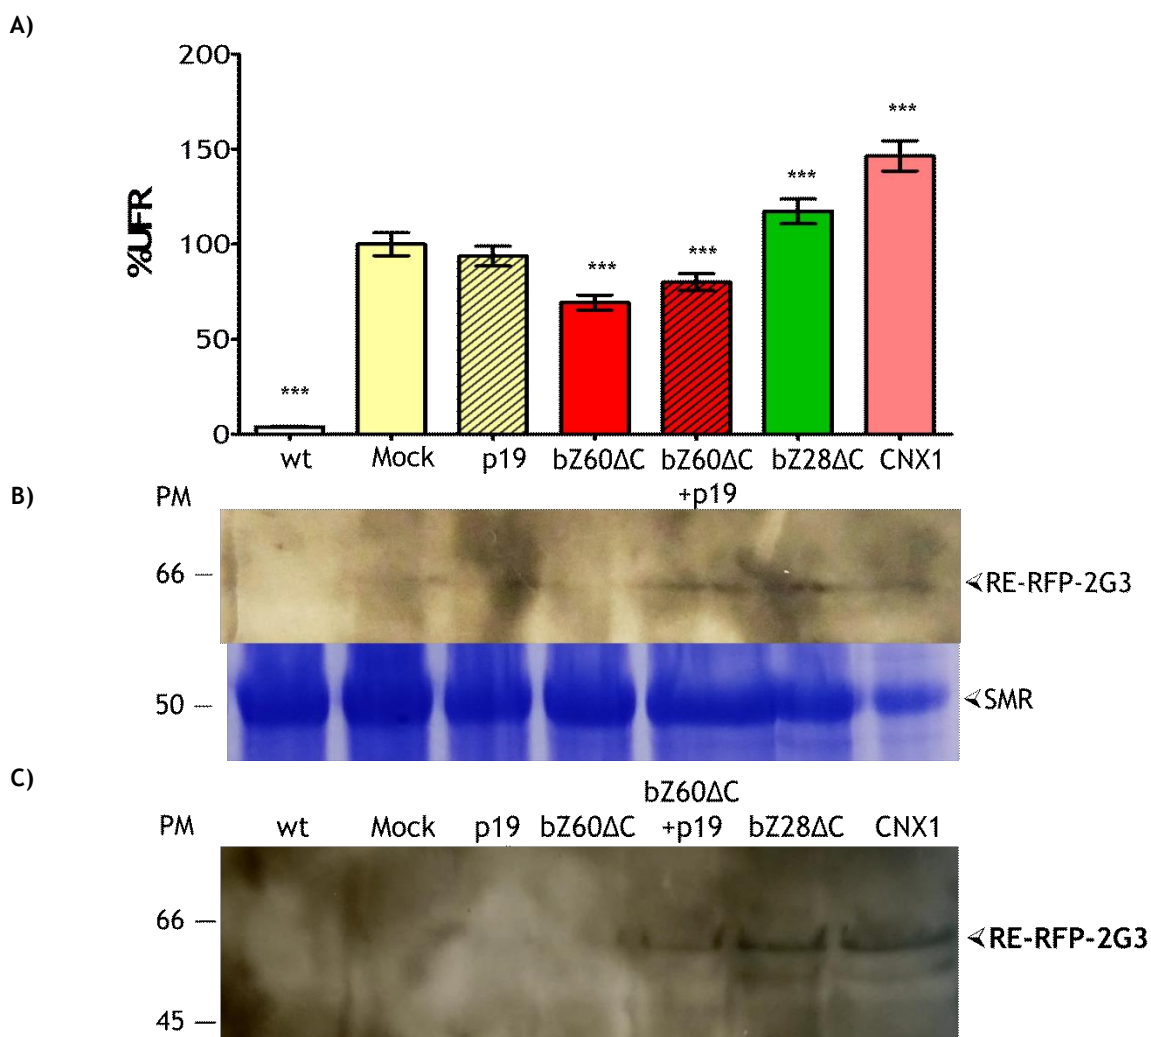 A)
200
150
100
50
0
%UFR
***
***
***
***
***
wt
Mock
p19
bZ60ΔC
bZ60ΔC
+p19
bZ28ΔC
CNX1
B)
PM
66
RE-RFP-2G3
50
SMR
C)
PM
wt
Mock
p19
bZ60ΔC
bZ60ΔC
+p19
bZ28ΔC
CNX1
66
RE-RFP-2G3
45